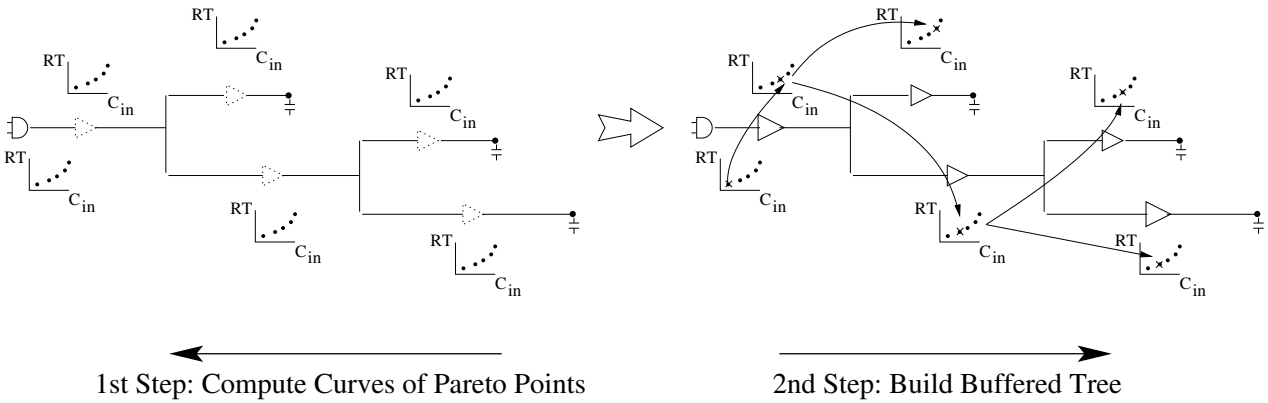 RT
C_in
RT
C_in
RT
C_in
RT
C_in
RT
C_in
RT
C_in
RT
C_in
RT
C_in
RT
C_in
RT
C_in
RT
C_in
RT
C_in
1st Step: Compute Curves of Pareto Points
2nd Step: Build Buffered Tree